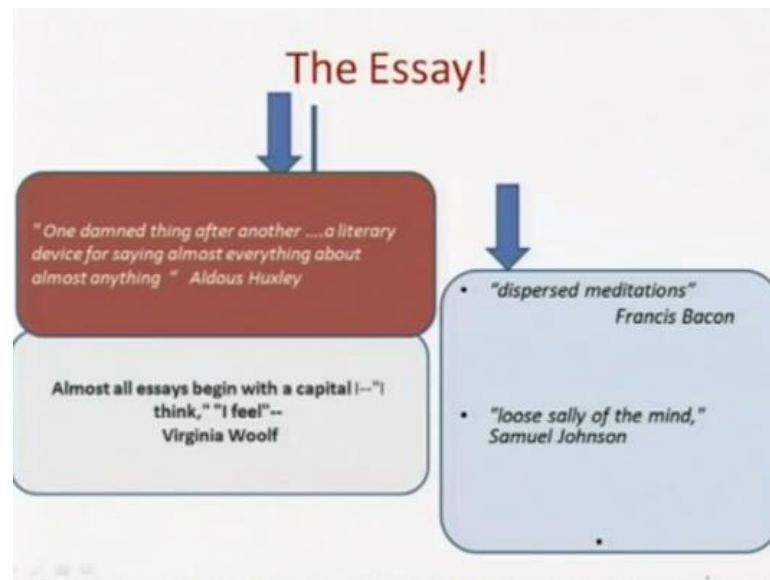 The Essay!
"One damned thing after another ....a literary
device for saying almost everything about
almost anything " Aldous Huxley
Almost all essays begin with a capital I--"I
think," "I feel"--
Virginia Woolf
• "dispersed meditations"
Francis Bacon
• "loose sally of the mind,"
Samuel Johnson
•